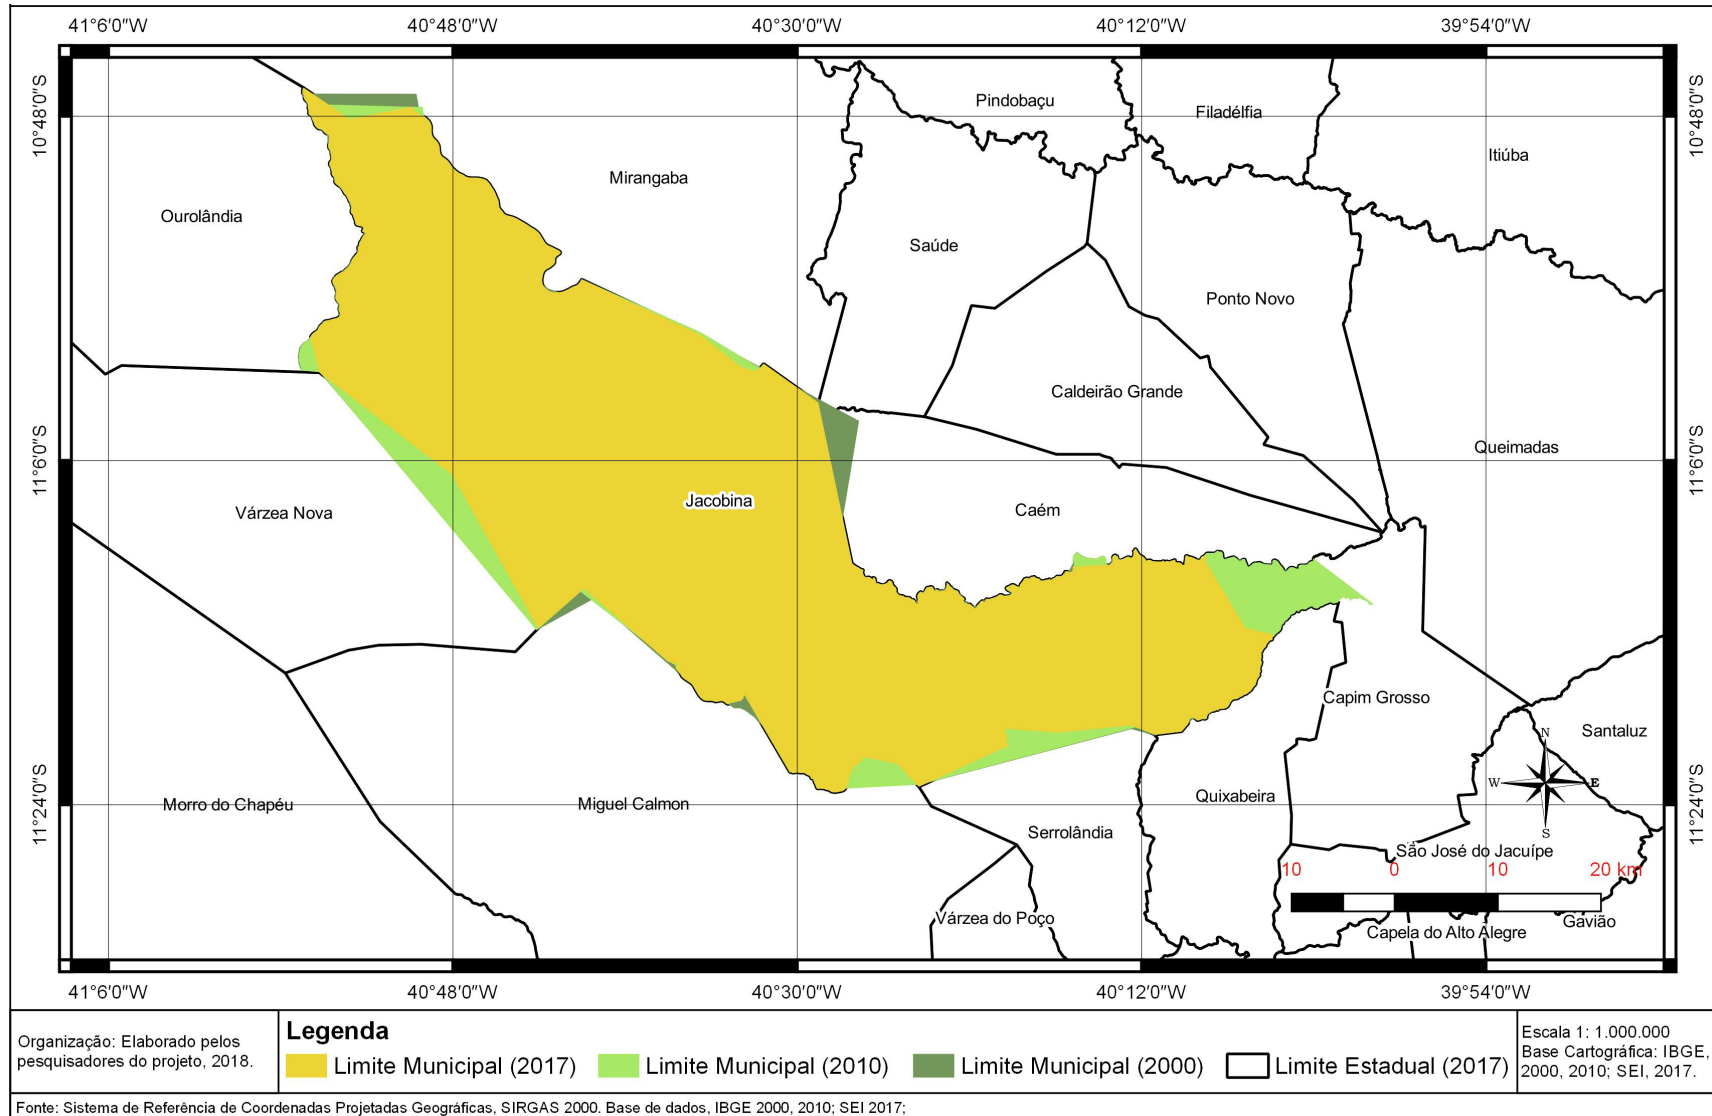 41°6'0"W 40°48'0"W 40°30'0"W 40°12'0"W 39°54'0"W
10°48'0"S
10°48'0"S
Pindobaçu
Filadélfia
Itiúba
Mirangaba
Ourolândia
Saúde
Ponto Novo
Caldeirão Grande
Queimadas
11°6'0"S
11°6'0"S
Jacobina
Várzea Nova
Caém
Capim Grosso
Santaluz
N
W E
S
11°24'0"S
11°24'0"S
Morro do Chapéu
Miguel Calmon
Quixabeira
Serrolândia
São José do Jacuípe
10 0 10 20 km
Várzea do Poço
Gavião
Capela do Alto Alegre
41°6'0"W 40°48'0"W 40°30'0"W 40°12'0"W 39°54'0"W
Organização: Elaborado pelos
pesquisadores do projeto, 2018.
Legenda
Limite Municipal (2017) Limite Municipal (2010) Limite Municipal (2000) Limite Estadual (2017)
Escala 1: 1.000.000
Base Cartográfica: IBGE,
2000, 2010; SEI, 2017.
Fonte: Sistema de Referência de Coordenadas Projetadas Geográficas, SIRGAS 2000. Base de dados, IBGE 2000, 2010; SEI 2017;